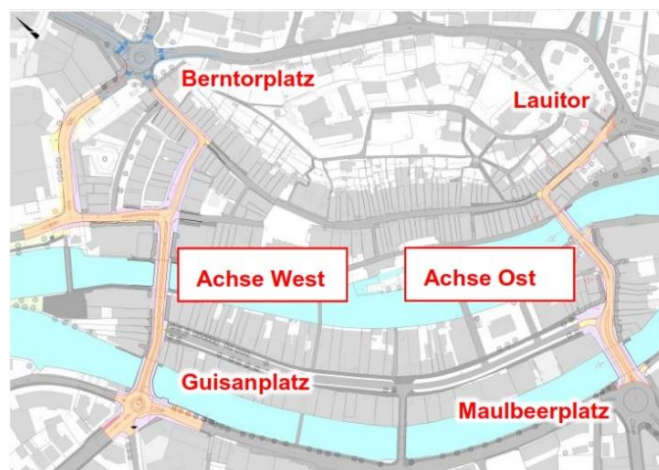 Berntorplatz
Lauitor
Achse West
Achse Ost
Guisanplatz
Maulbeerplatz